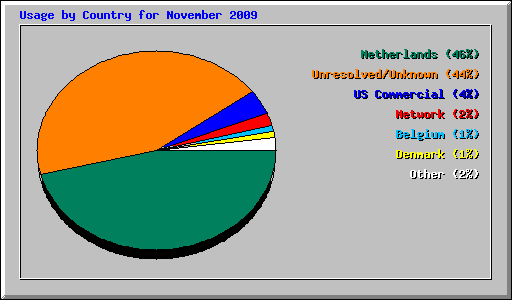 Usage by Country for November 2009
Netherlands (46%)
Unresolved/Unknown (44%)
US Commercial (4%)
Network (2%)
Belgium (1%)
Denmark (1%)
Other (2%)